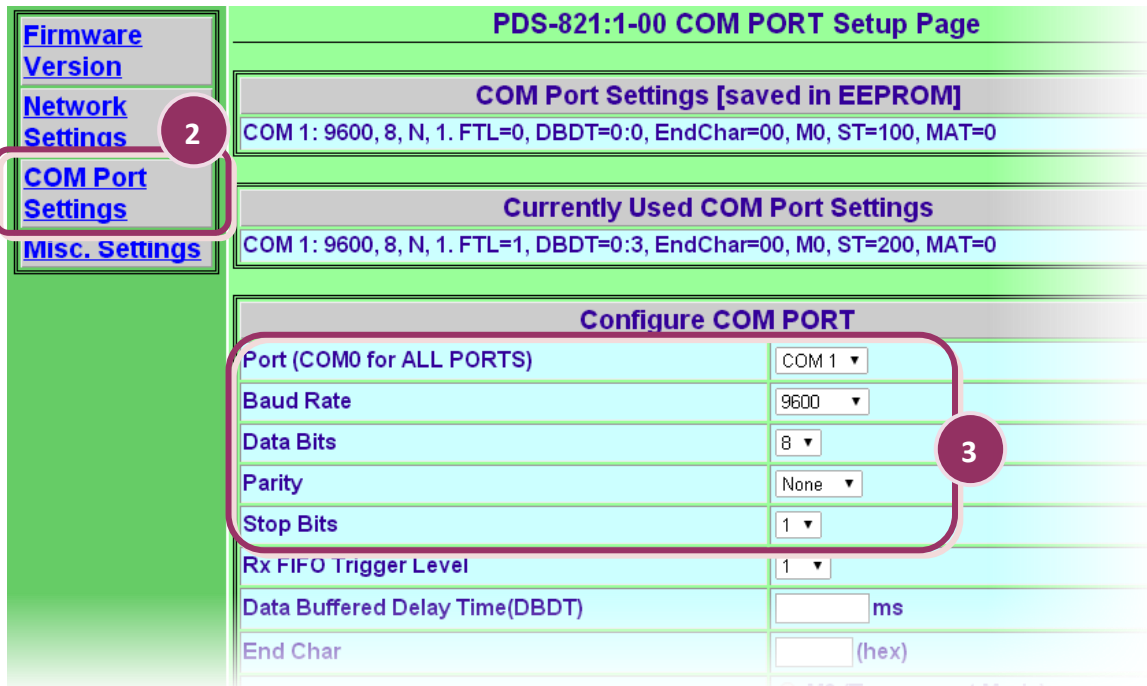 Firmware
Version
Network
Settings
2
COM Port
Settings
Misc. Settings
PDS-821:1-00 COM PORT Setup Page
COM Port Settings [saved in EEPROM]
COM 1: 9600, 8, N, 1. FTL=0, DBDT=0:0, EndChar=00, M0, ST=100, MAT=0
Currently Used COM Port Settings
COM 1: 9600, 8, N, 1. FTL=1, DBDT=0:3, EndChar=00, M0, ST=200, MAT=0
Configure COM PORT
Port (COM0 for ALL PORTS) COM 1
Baud Rate 9600
Data Bits 8
3
Parity None
Stop Bits 1
Rx FIFO Trigger Level 1
Data Buffered Delay Time(DBDT) ms
End Char (hex)